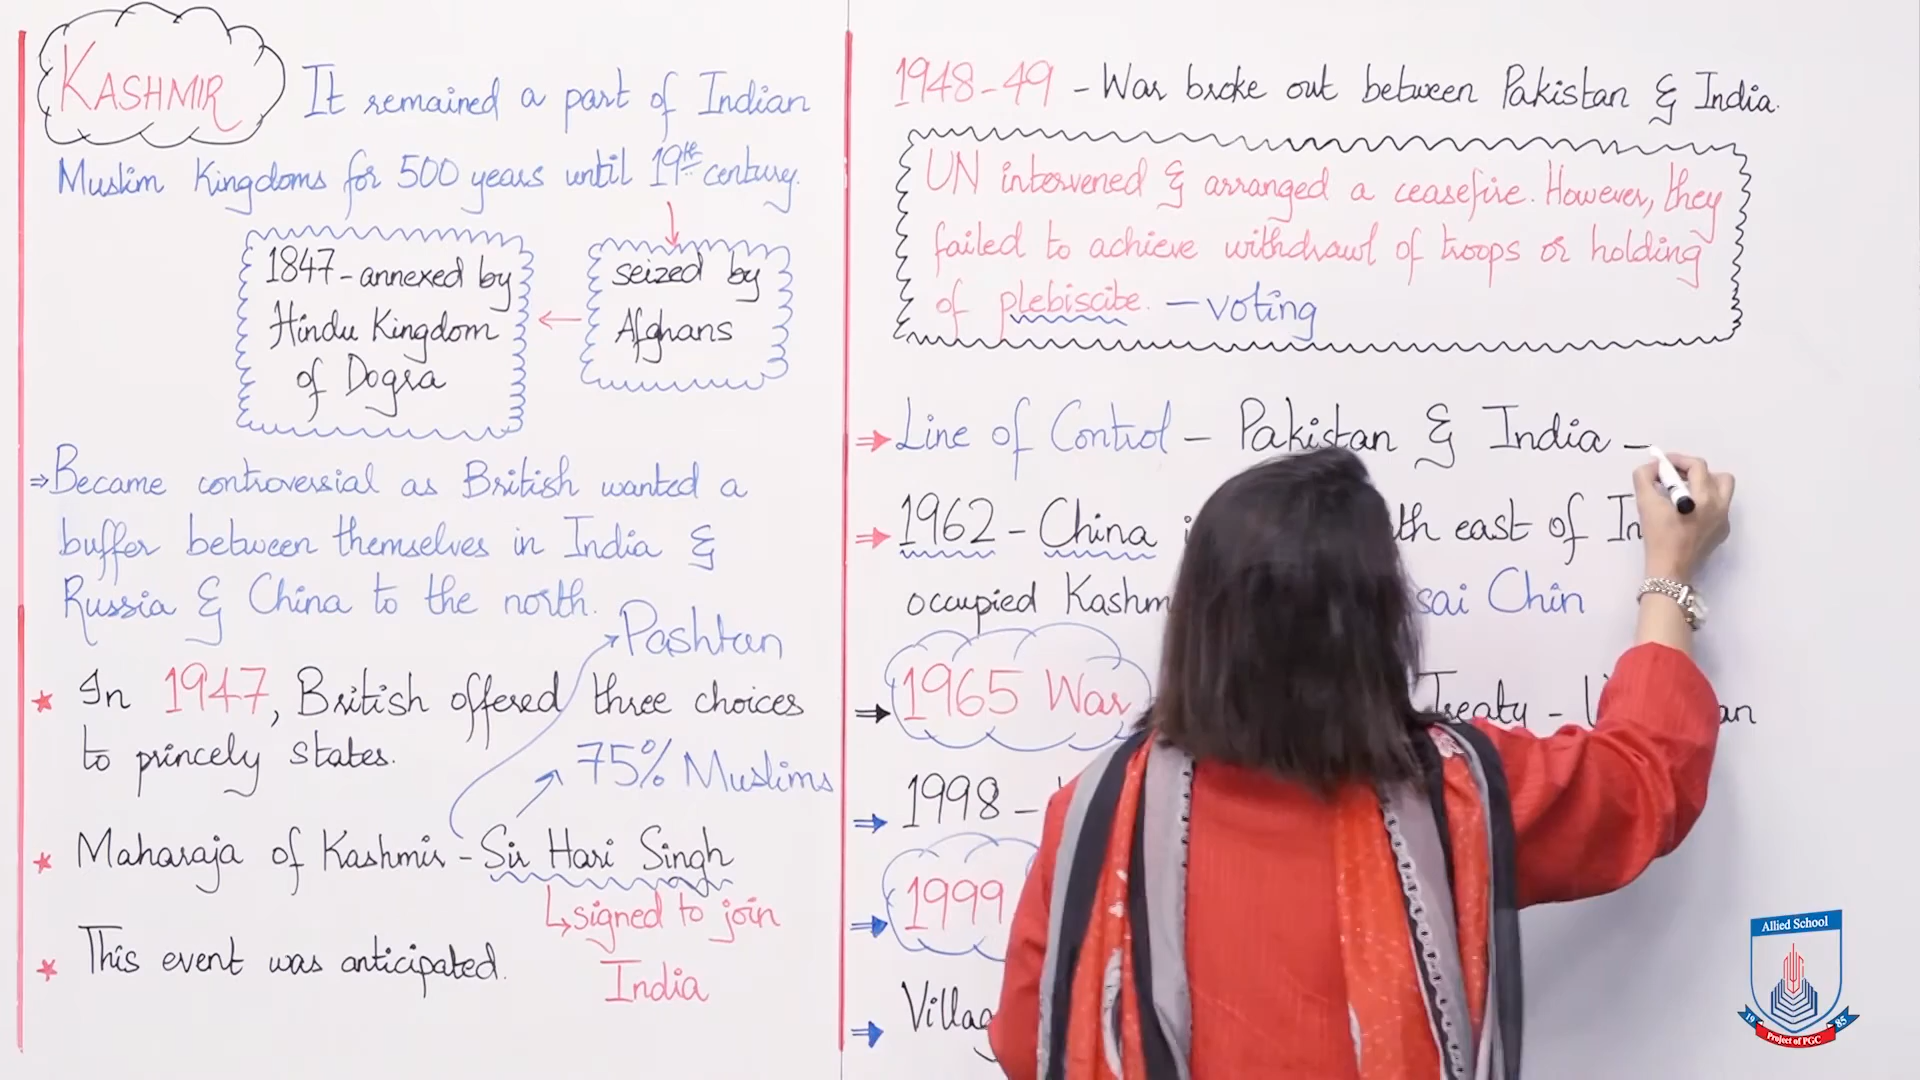 KASHMIR
It remained a part of Indian
Muslim Kingdoms for 500 years until 19th century.
1847 - annexed by
Hindu Kingdom
of Dogra
seized by
Afghans
⇒ Became controversial as British wanted a
buffer between themselves in India &
Russia & China to the north.
Pashtun
★ In 1947, British offered three choices
to princely states.
75% Muslims
★ Maharaja of Kashmir - Sir Hari Singh
↳ signed to join
India
★ This event was anticipated.
1948-49 - War broke out between Pakistan & India.
UN intervened & arranged a ceasefire. However, they
failed to achieve withdrawl of troops or holding
of plebiscite. - voting
⇒ Line of Control - Pakistan & India -
⇒ 1962 - China east of
occupied Chin
⇒ 1965 War Treaty -
⇒ 1998 -
⇒ 1999
⇒
Allied School
19 85
Project of PGC